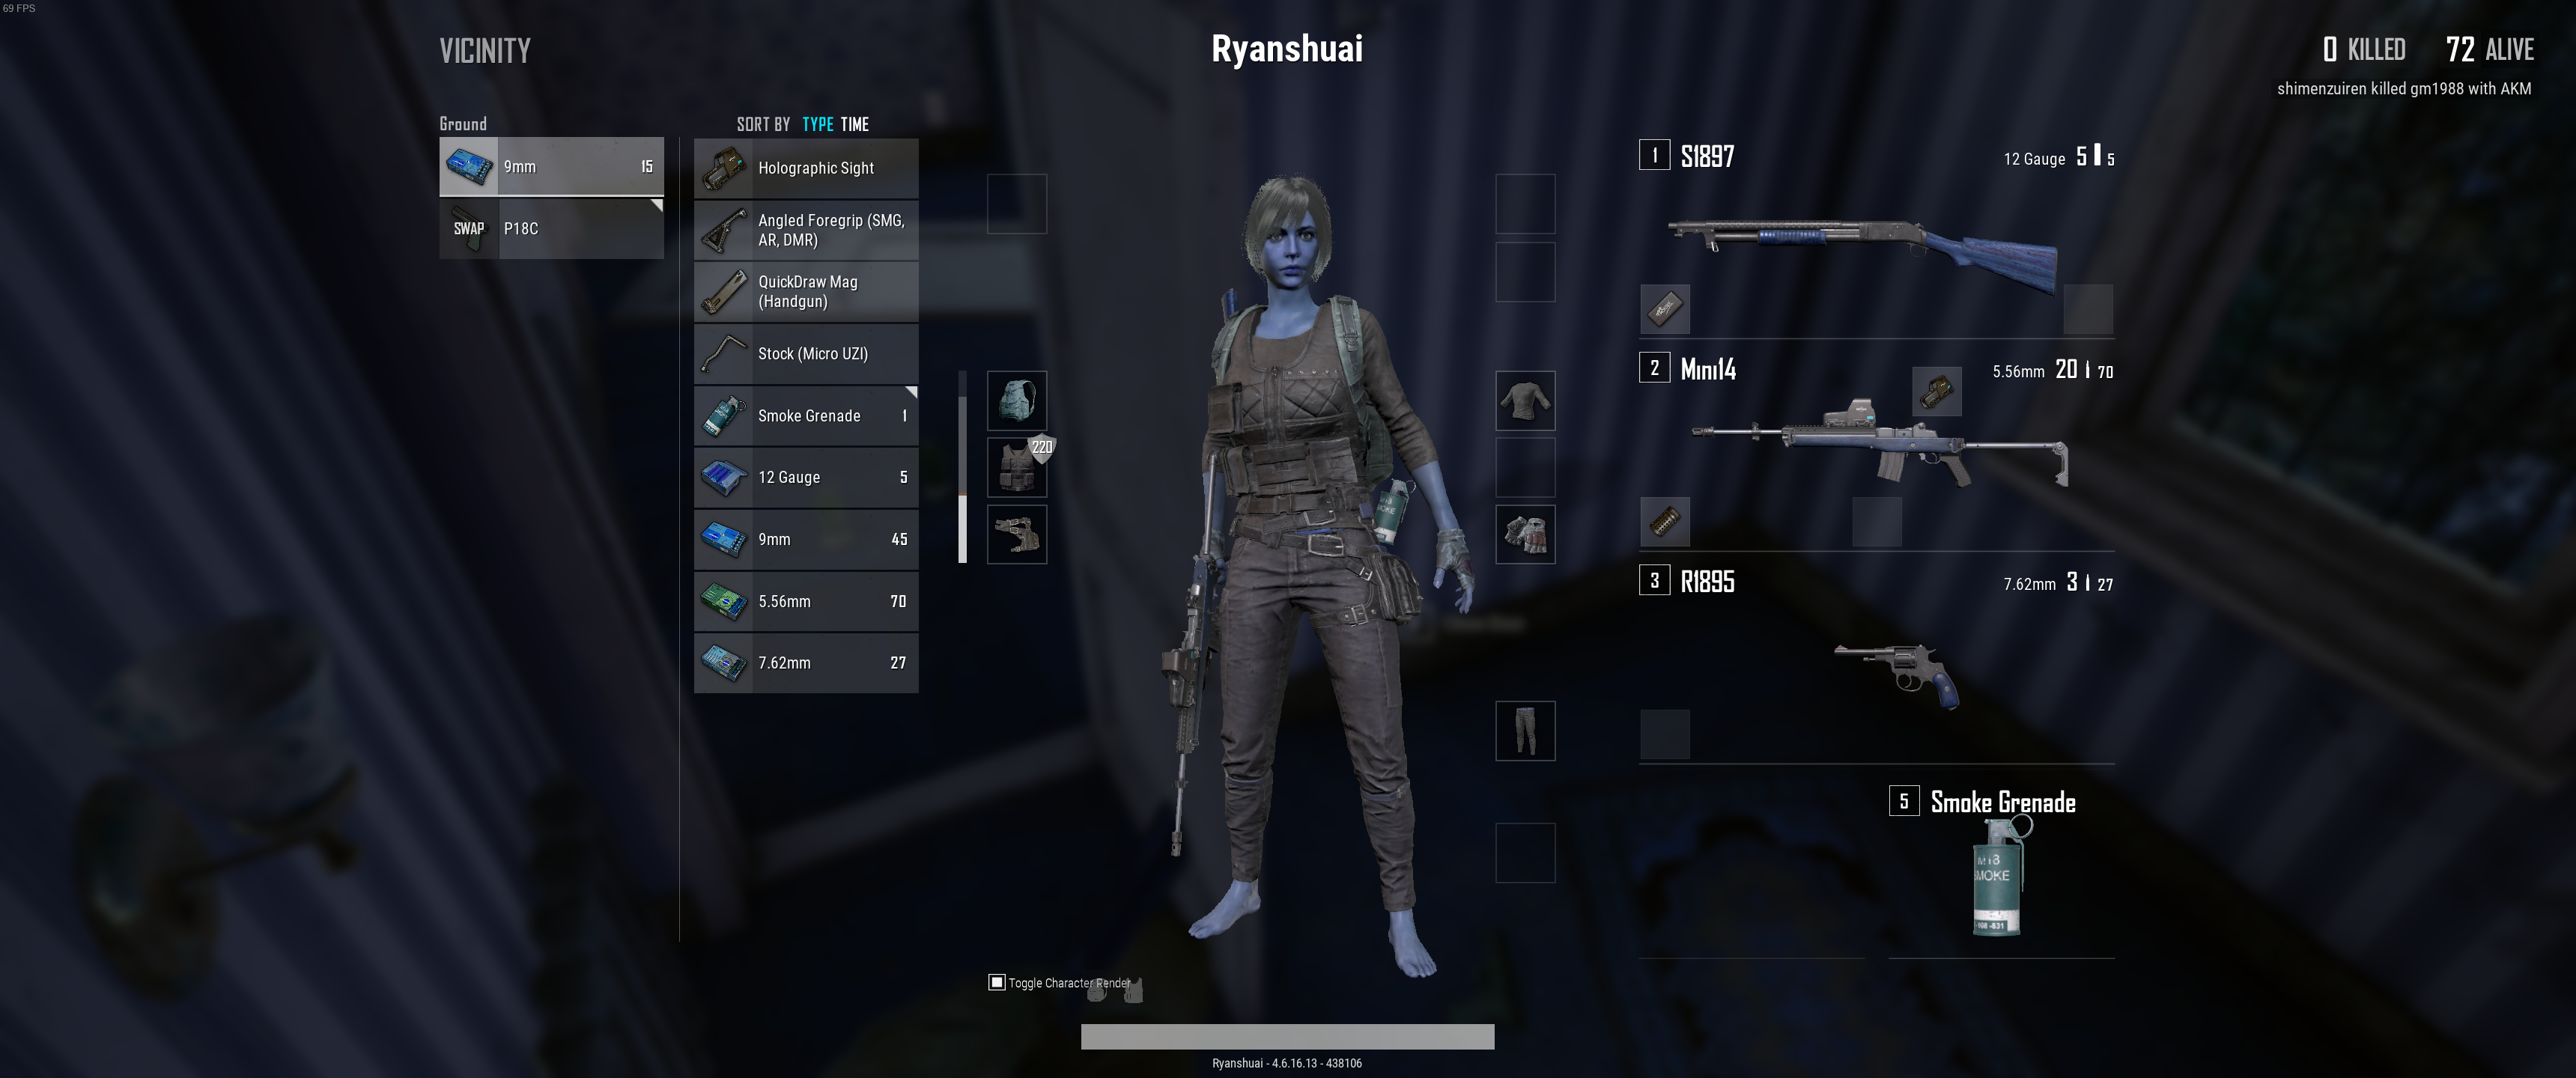 69 FPS
VICINITY
Ryanshuai
0 KILLED 72 ALIVE
shimenzuiren killed gm1988 with AKM
Ground
SORT BY TYPE TIME
9mm 15
SWAP P18C
Holographic Sight
Angled Foregrip (SMG,
AR, DMR)
QuickDraw Mag
(Handgun)
Stock (Micro UZI)
Smoke Grenade 1
12 Gauge 5
9mm 45
5.56mm 70
7.62mm 27
220
1 S1897 12 Gauge 5 5
2 Mini14 5.56mm 20 70
3 R1895 7.62mm 3 27
5 Smoke Grenade
M18
SMOKE
Toggle Character Render
Ryanshuai - 4.6.16.13 - 438106